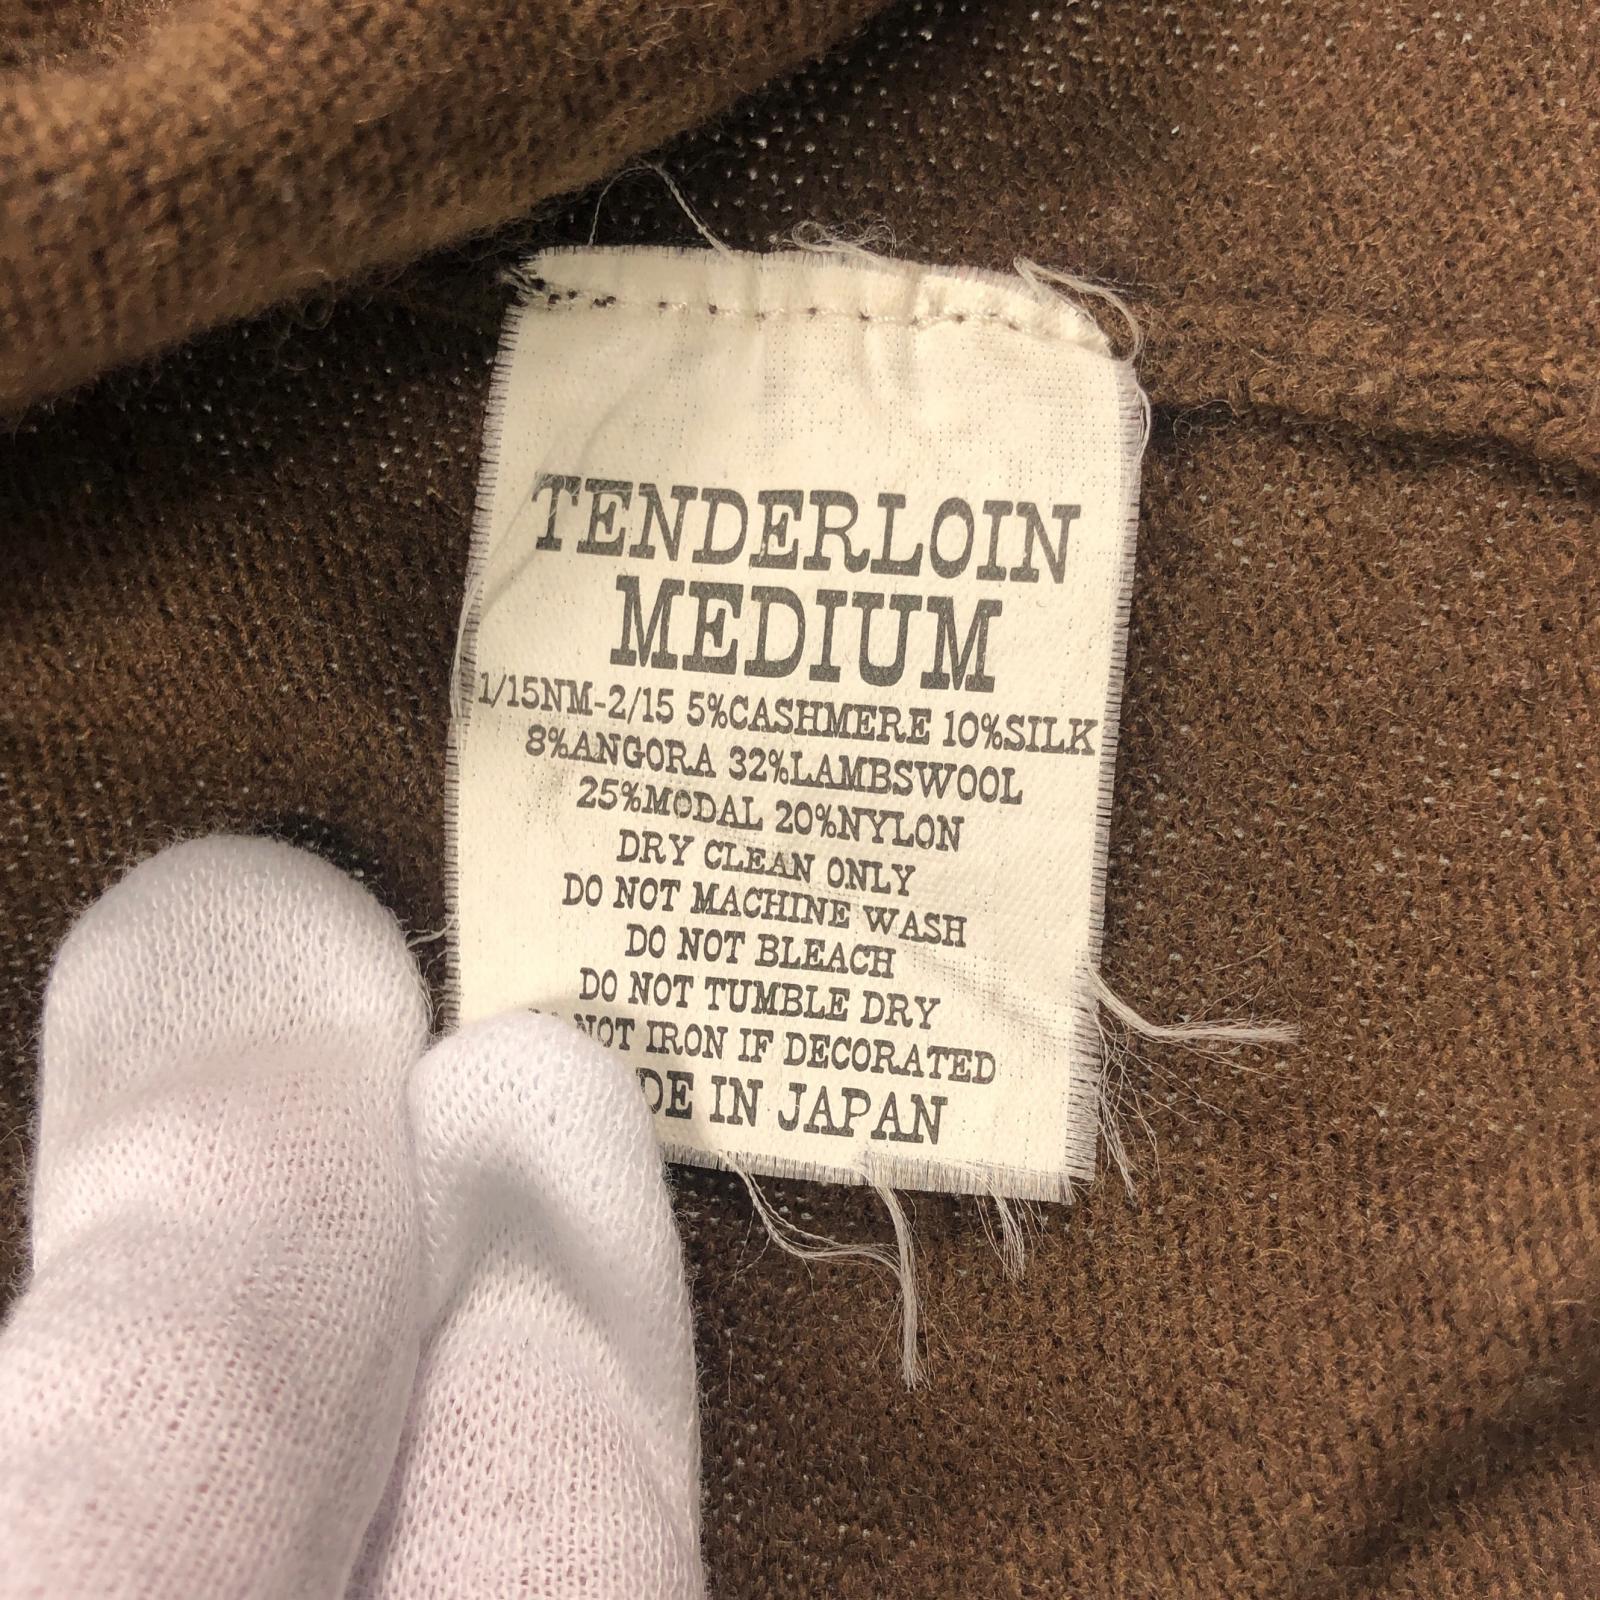 TENDERLOIN
MEDIUM
1/15NM-2/15 5%CASHMERE 10%SILK
8%ANGORA 32%LAMBSWOOL
25%MODAL 20%NYLON
DRY CLEAN ONLY
DO NOT MACHINE WASH
DO NOT BLEACH
DO NOT TUMBLE DRY
NOT IRON IF DECORATED
DE IN JAPAN